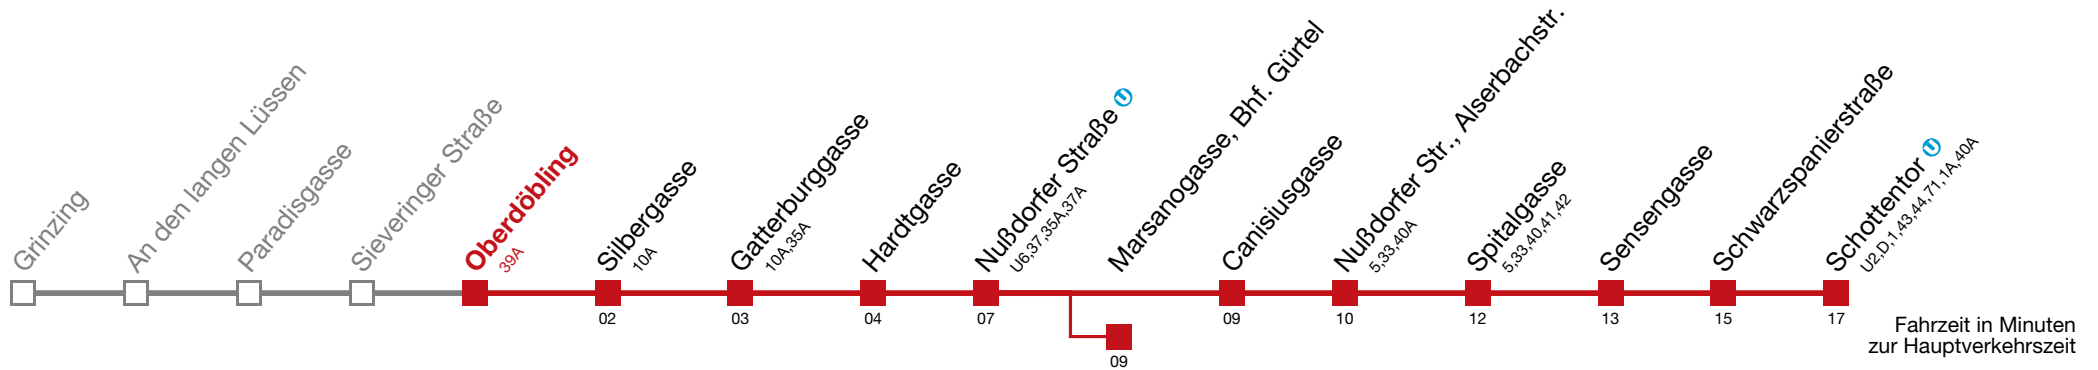 Grinzing
An den langen Lüssen
Paradisgasse
Sieveringer Straße
Oberdöbling
39A
Silbergasse
10A
Gatterburggasse
10A,35A
Hardtgasse
Nußdorfer Straße U
U6,37,35A,37A
Marsanogasse, Bhf. Gürtel
Canisiusgasse
Nußdorfer Str., Alserbachstr.
5,33,40A
Spitalgasse
5,33,40,41,42
Sensengasse
Schwarzspanierstraße
Schottentor U
U2,D,1,43,44,71,1A,40A
02
03
04
07
09
09
10
12
13
15
17
Fahrzeit in Minuten
zur Hauptverkehrszeit